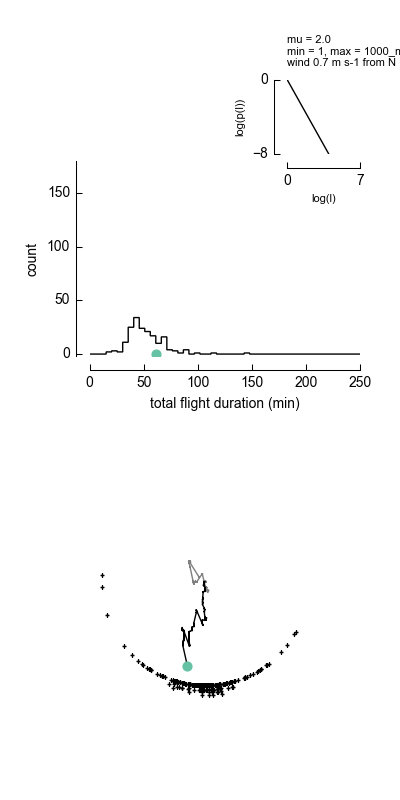 mu = 2.0
min = 1, max = 1000_m
wind 0.7 m s-1 from N
0
log(p(l))
−8
0
7
log(l)
150
100
50
0
count
0
50
100
150
200
250
total flight duration (min)